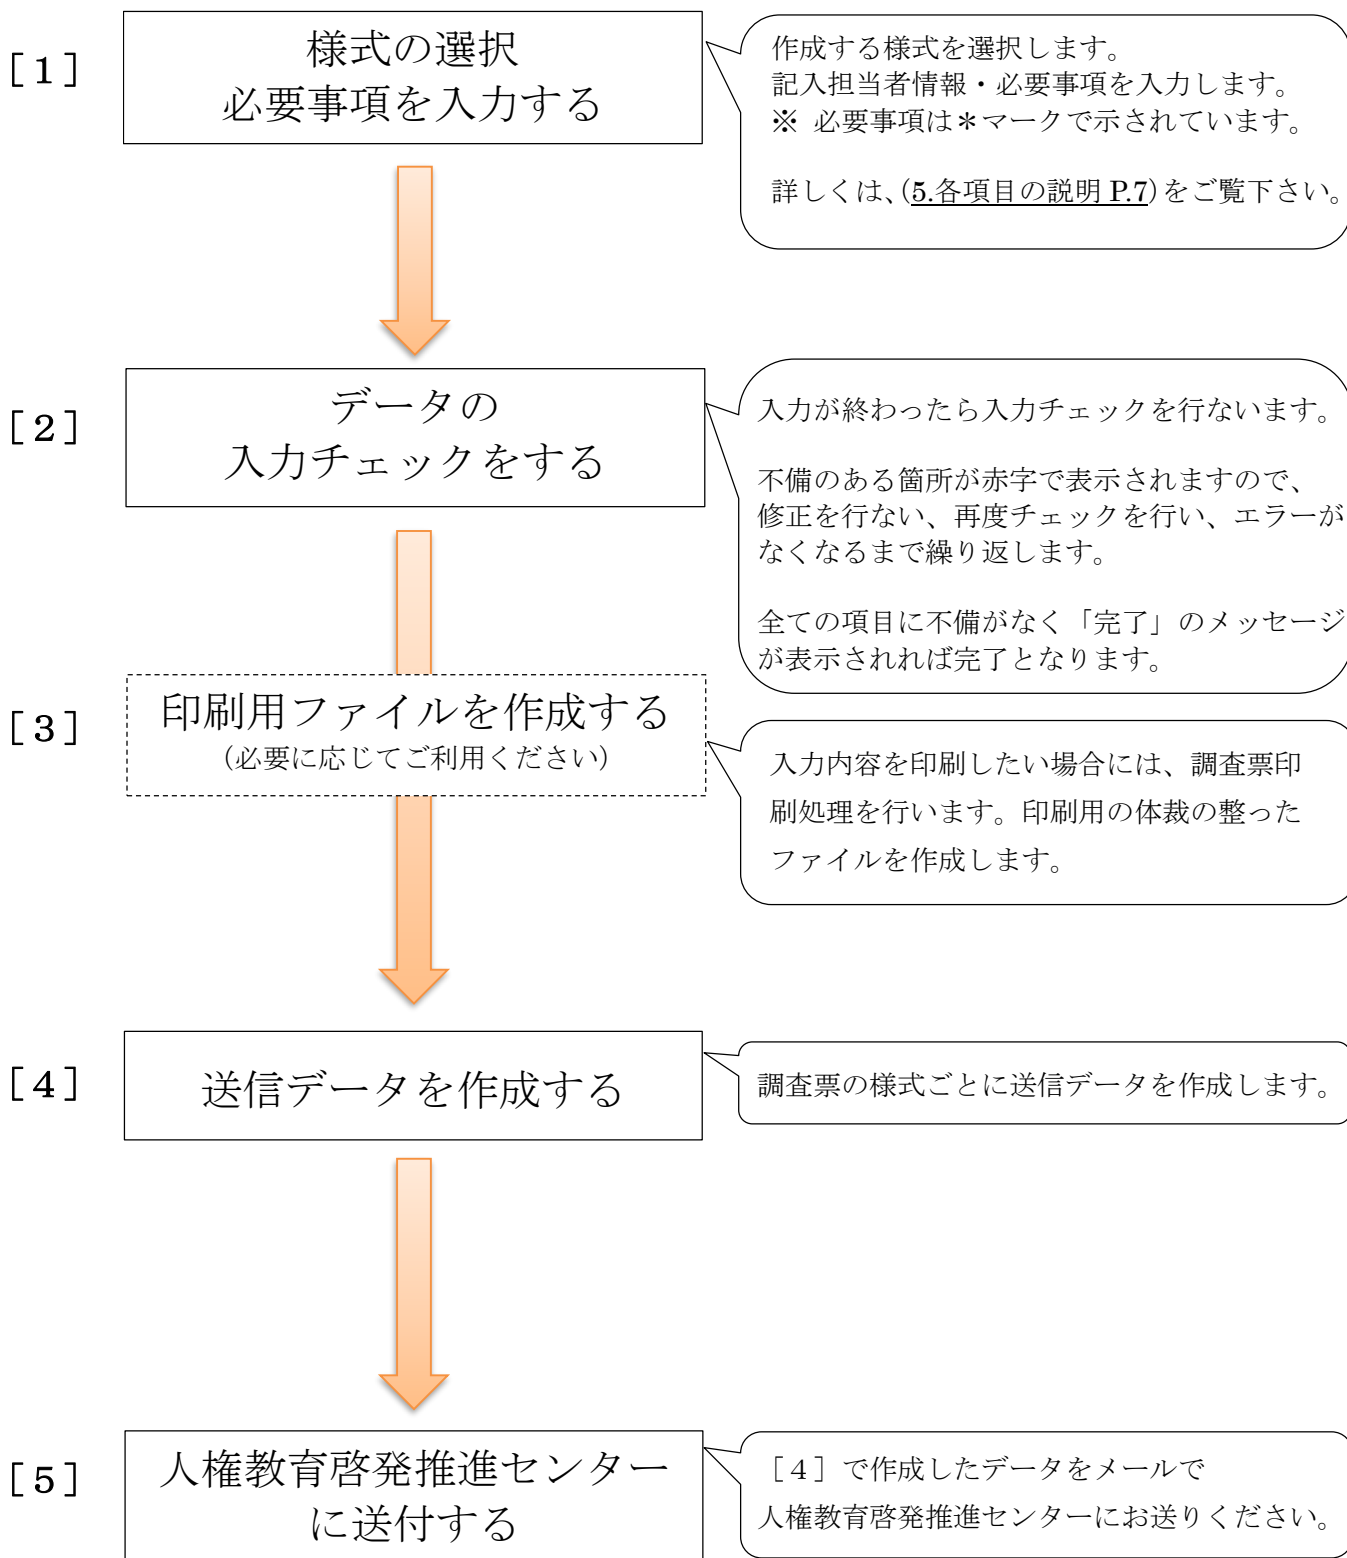 ［１］
様式の選択
必要事項を入力する
作成する様式を選択します。
記入担当者情報・必要事項を入力します。
※ 必要事項は＊マークで示されています。
詳しくは、（5.各項目の説明 P.7）をご覧下さい。
［２］
データの
入力チェックをする
入力が終わったら入力チェックを行ないます。
不備のある箇所が赤字で表示されますので、
修正を行ない、再度チェックを行い、エラーが
なくなるまで繰り返します。
全ての項目に不備がなく「完了」のメッセージ
が表示されれば完了となります。
［３］
印刷用ファイルを作成する
（必要に応じてご利用ください）
入力内容を印刷したい場合には、調査票印
刷処理を行います。印刷用の体裁の整った
ファイルを作成します。
［４］
送信データを作成する
調査票の様式ごとに送信データを作成します。
［５］
人権教育啓発推進センター
に送付する
［４］で作成したデータをメールで
人権教育啓発推進センターにお送りください。